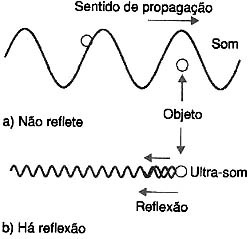 Sentido de propagação
Som
a) Não reflete
Objeto
Ultra-som
Reflexão
b) Há reflexão